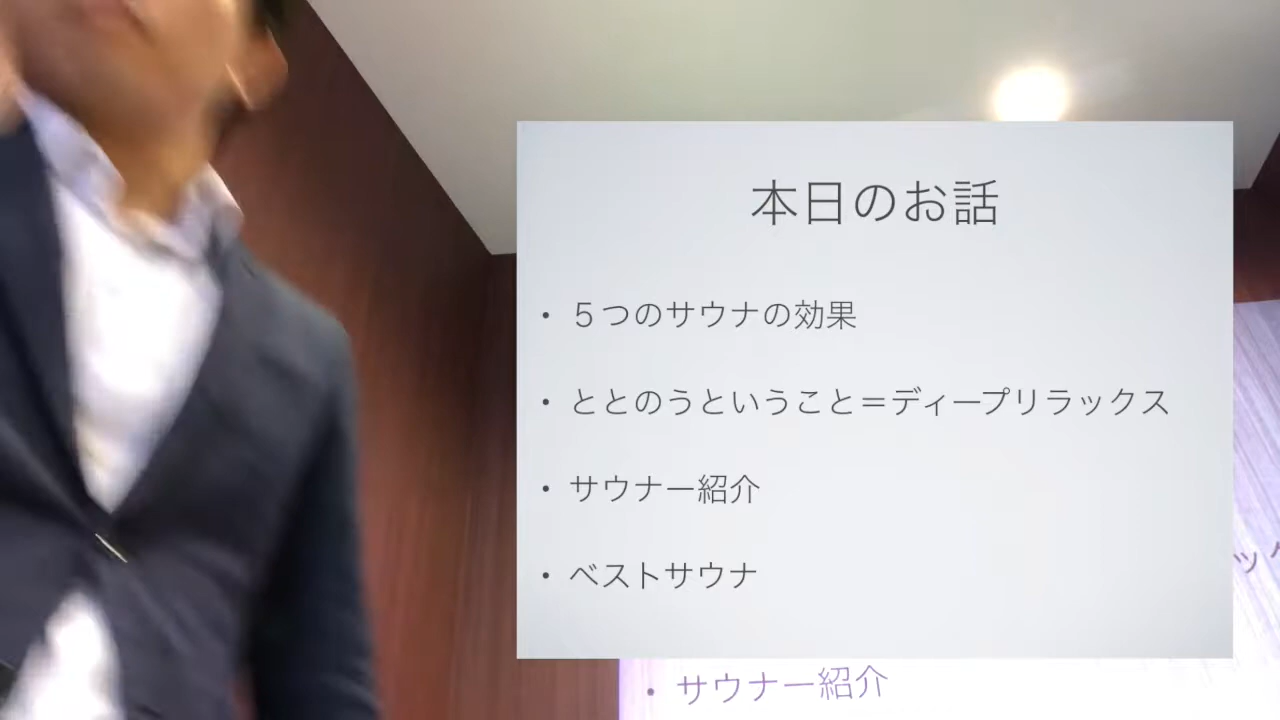 本日のお話
• ５つのサウナの効果
• ととのうということ＝ディープリラックス
• サウナー紹介
• ベストサウナ
ック
• サウナー紹介